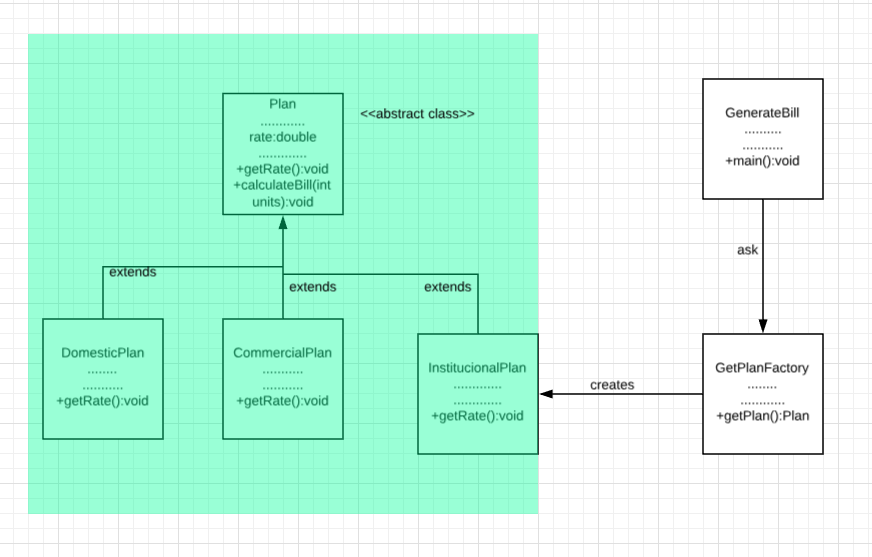 Plan
............
rate:double
.............
+getRate():void
+calculateBill(int
units):void
<<abstract class>>
GenerateBill
..........
...........
+main():void
ask
extends
extends
extends
DomesticPlan
........
...........
+getRate():void
CommercialPlan
...........
...........
+getRate():void
InstitucionalPlan
.............
.............
+getRate():void
creates
GetPlanFactory
........
............
+getPlan():Plan